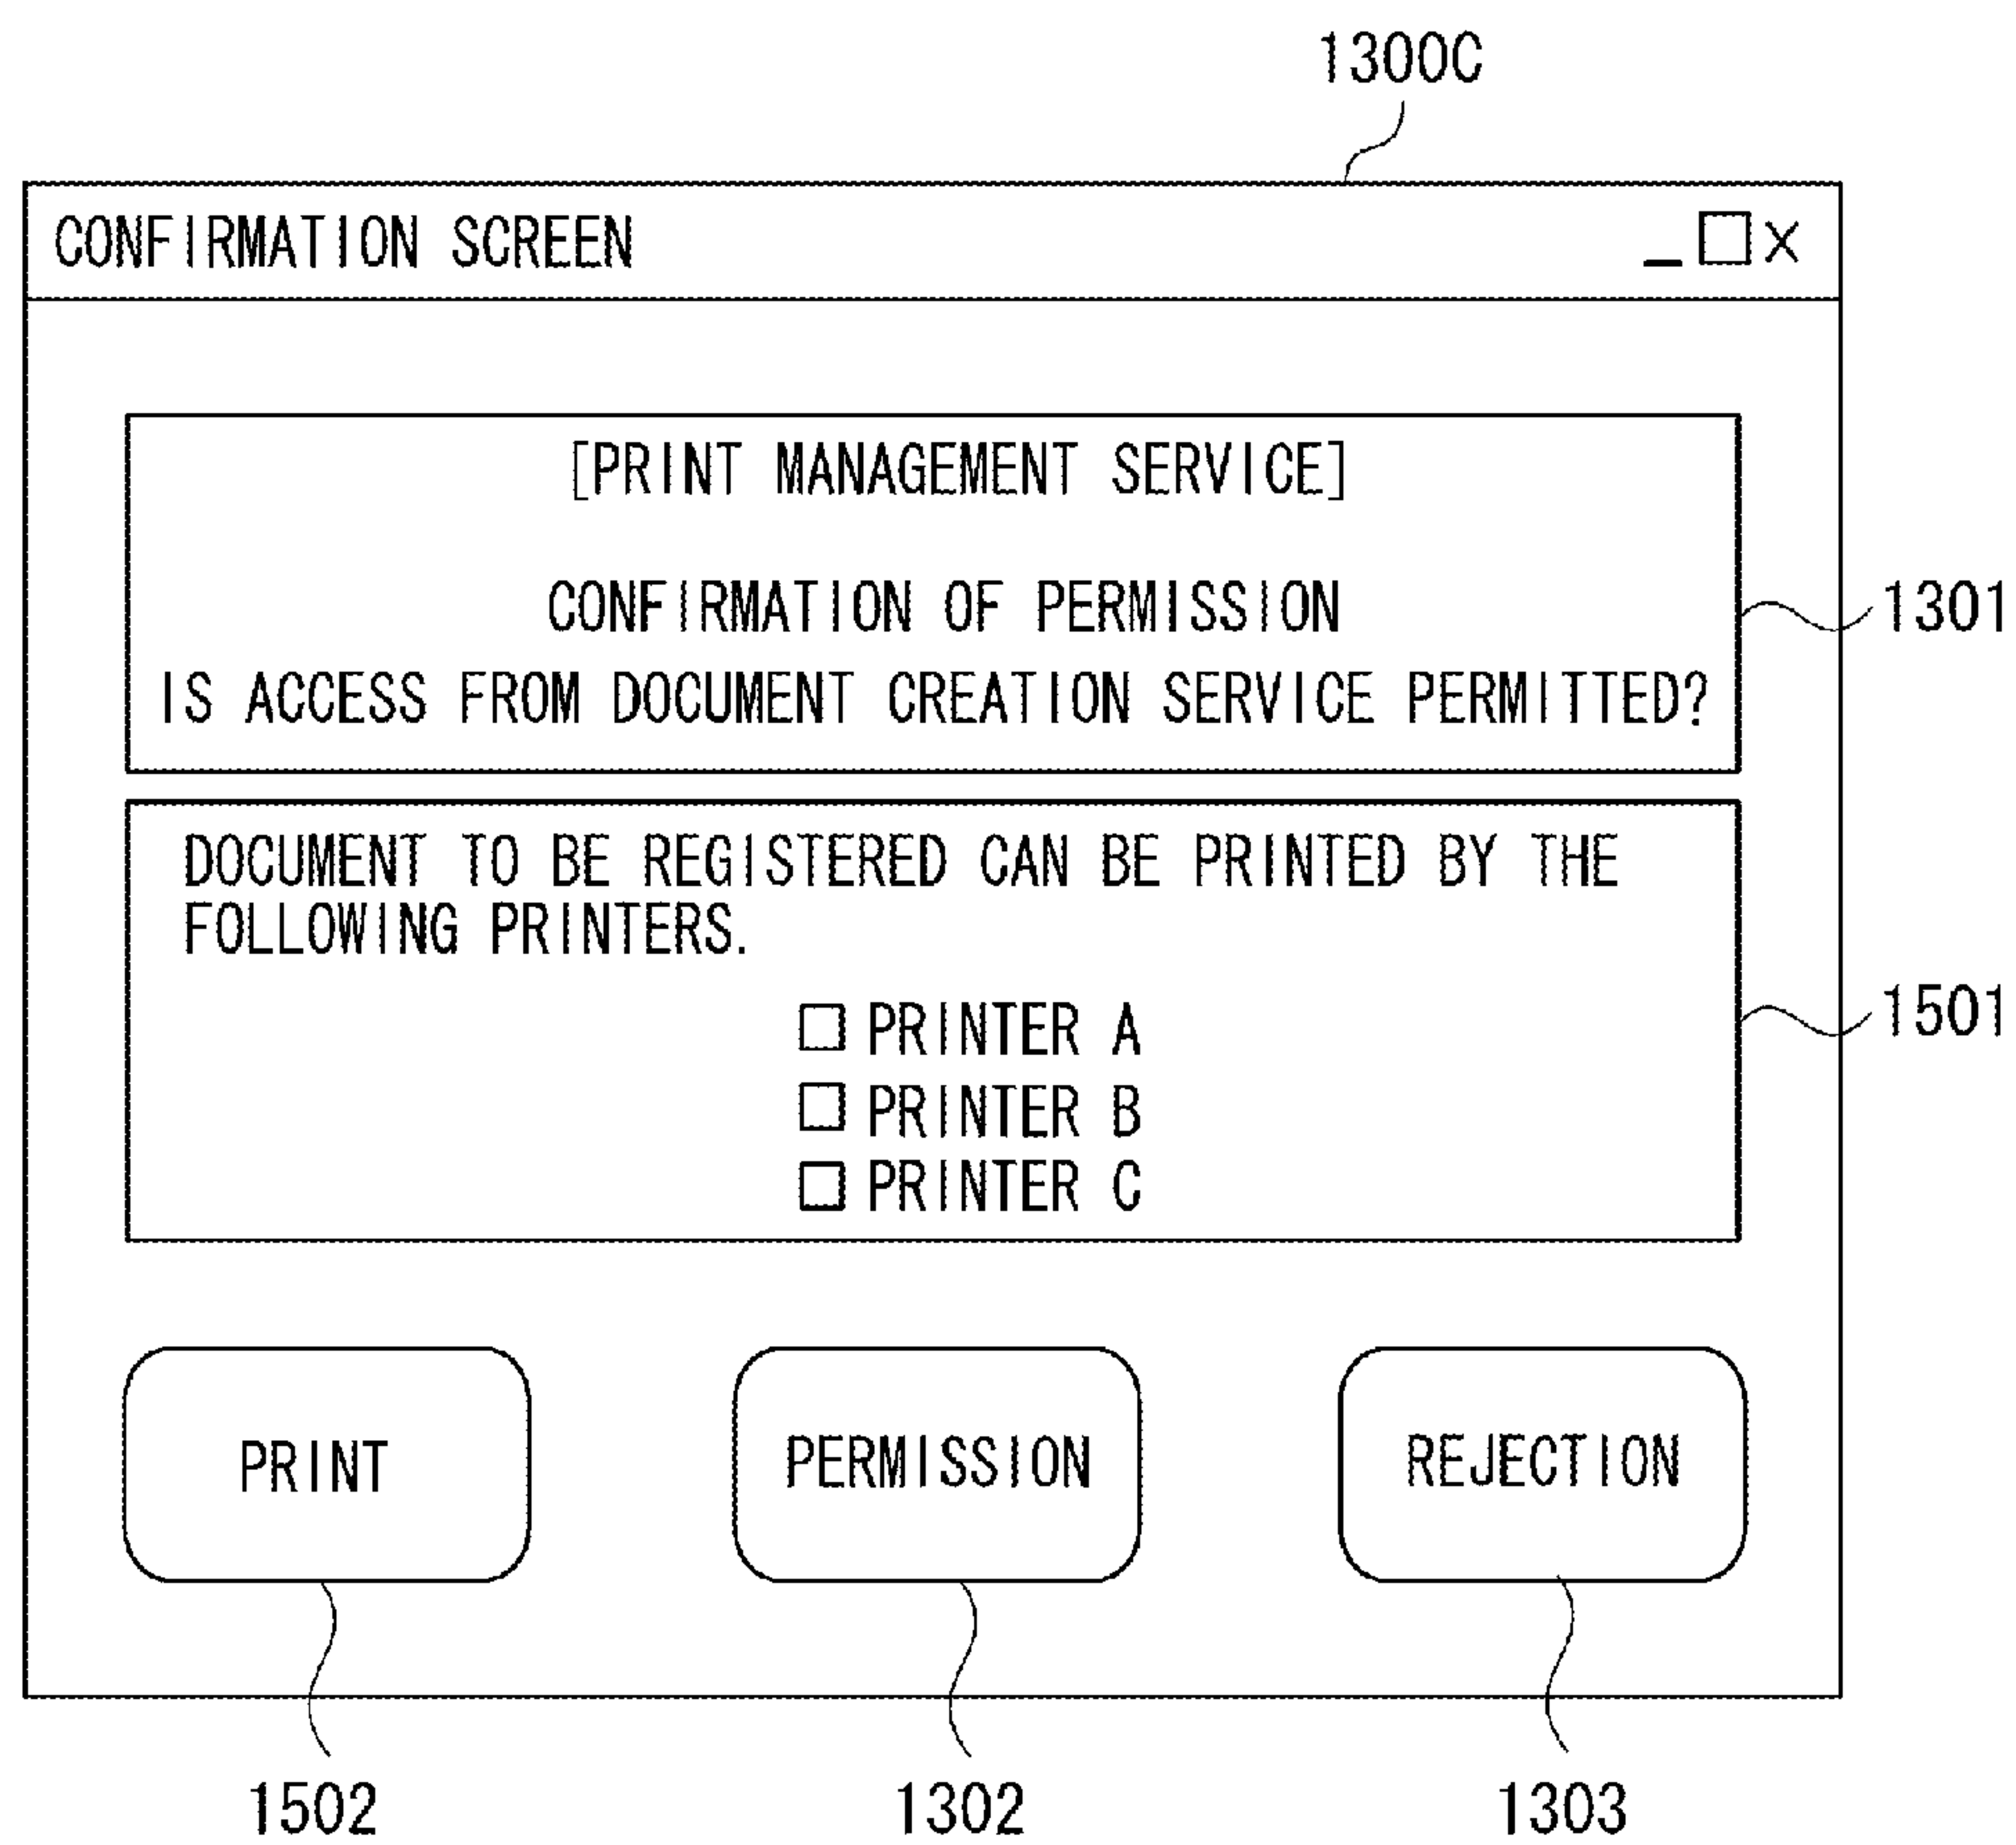 1300C
CONFIRMATION SCREEN
[PRINT MANAGEMENT SERVICE]
CONFIRMATION OF PERMISSION
1301
IS ACCESS FROM DOCUMENT CREATION SERVICE PERMITTED?
DOCUMENT TO BE REGISTERED CAN BE PRINTED BY THE
FOLLOWING PRINTERS.
1501
PRINTER A
PRINTER B
PRINTER C
PRINT
PERMISSION
REJECTION
1502
1302
1303